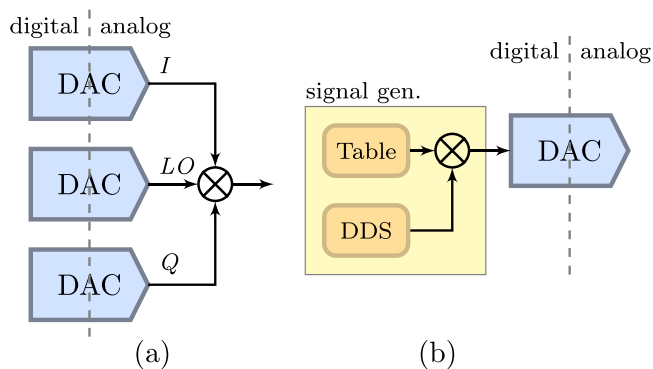 digital analog
I
DAC
LO
DAC
Q
DAC
(a)
digital analog
signal gen.
Table
DAC
DDS
(b)